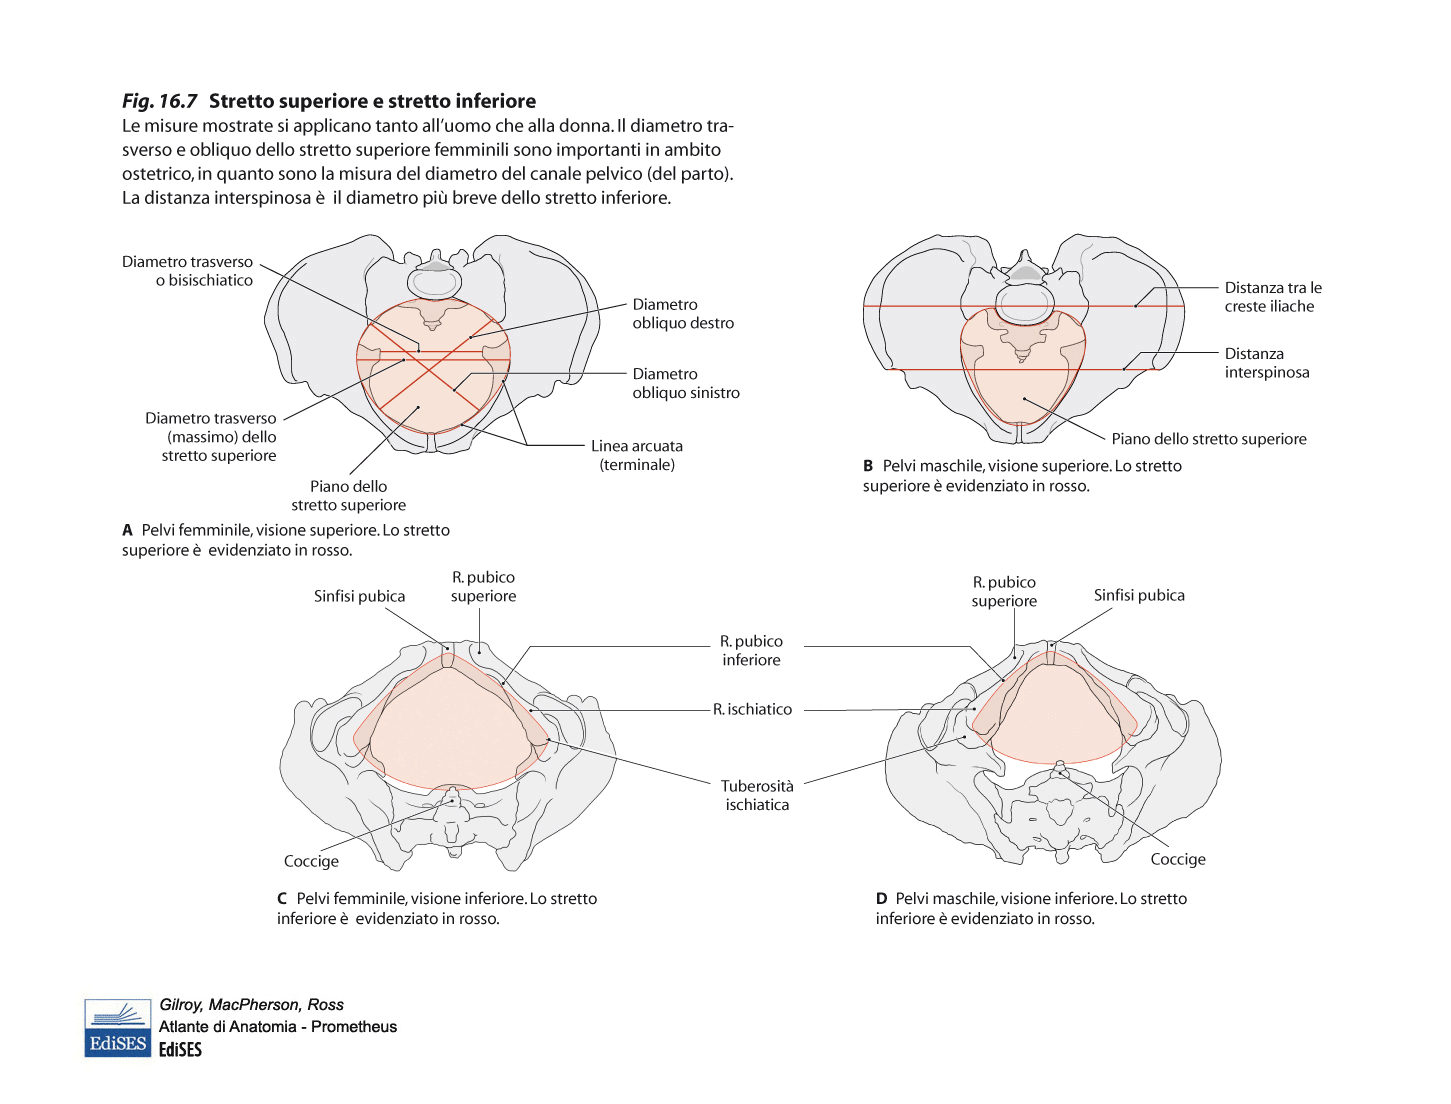 Fig. 16.7 Stretto superiore e stretto inferiore
Le misure mostrate si applicano tanto all’uomo che alla donna. Il diametro tra-
sverso e obliquo dello stretto superiore femminili sono importanti in ambito
ostetrico, in quanto sono la misura del diametro del canale pelvico (del parto).
La distanza interspinosa è il diametro più breve dello stretto inferiore.
Diametro trasverso
o bisischiatico
Diametro
obliquo destro
Diametro
obliquo sinistro
Diametro trasverso
(massimo) dello
stretto superiore
Linea arcuata
(terminale)
Piano dello
stretto superiore
A Pelvi femminile, visione superiore. Lo stretto
superiore è evidenziato in rosso.
Distanza tra le
creste iliache
Distanza
interspinosa
Piano dello stretto superiore
B Pelvi maschile, visione superiore. Lo stretto
superiore è evidenziato in rosso.
Sinfisi pubica
R. pubico
superiore
R. pubico
inferiore
R. ischiatico
Tuberosità
ischiatica
Coccige
C Pelvi femminile, visione inferiore. Lo stretto
inferiore è evidenziato in rosso.
R. pubico
superiore
Sinfisi pubica
Coccige
D Pelvi maschile, visione inferiore. Lo stretto
inferiore è evidenziato in rosso.
EdiSES
Gilroy, MacPherson, Ross
Atlante di Anatomia - Prometheus
EdiSES